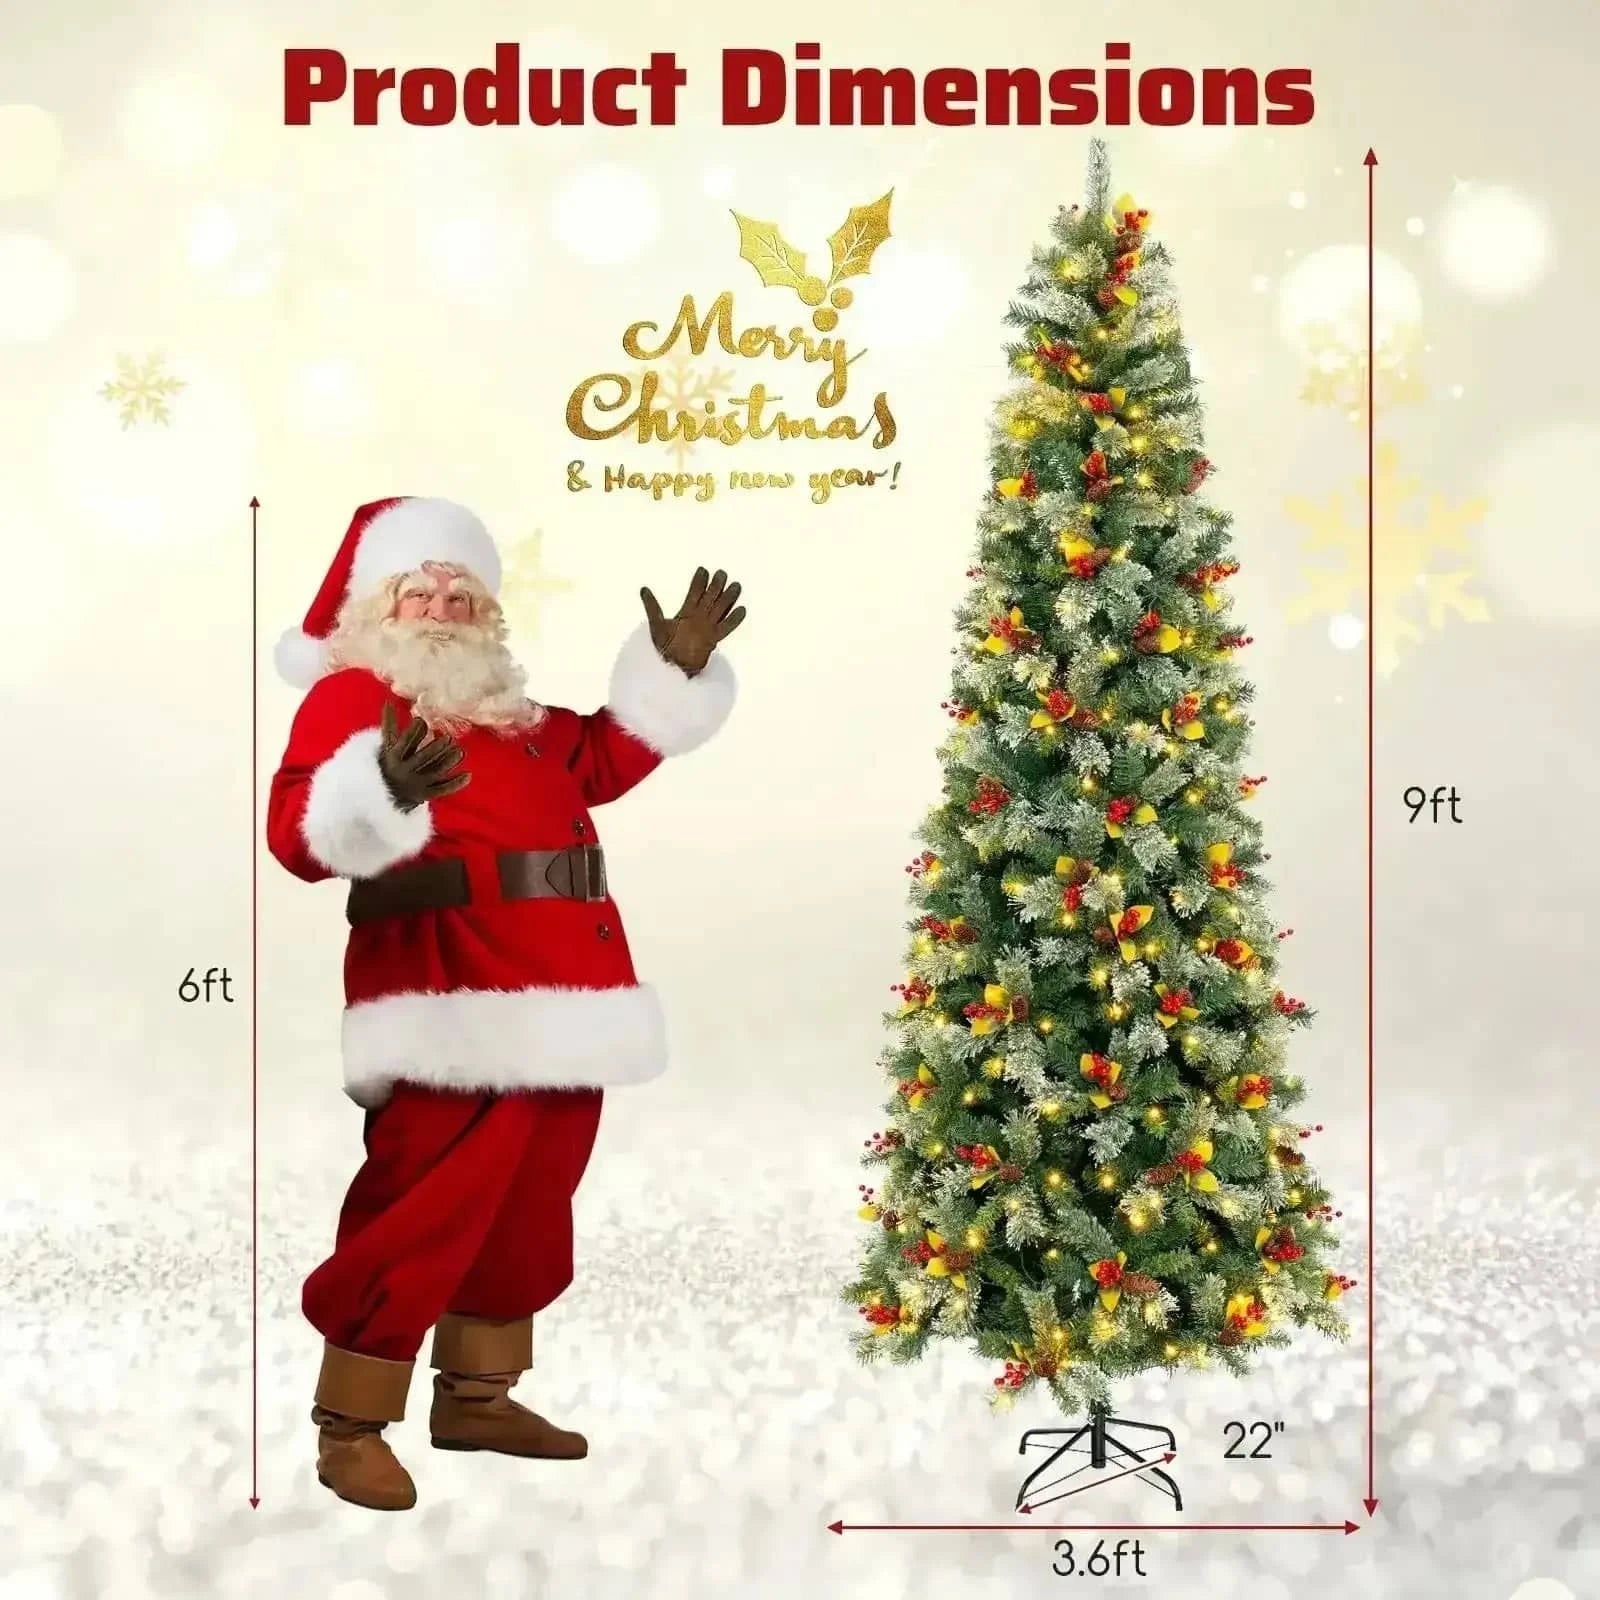 Product Dimensions
Merry
Christmas
& Happy new year!
6ft
9ft
22"
3.6ft